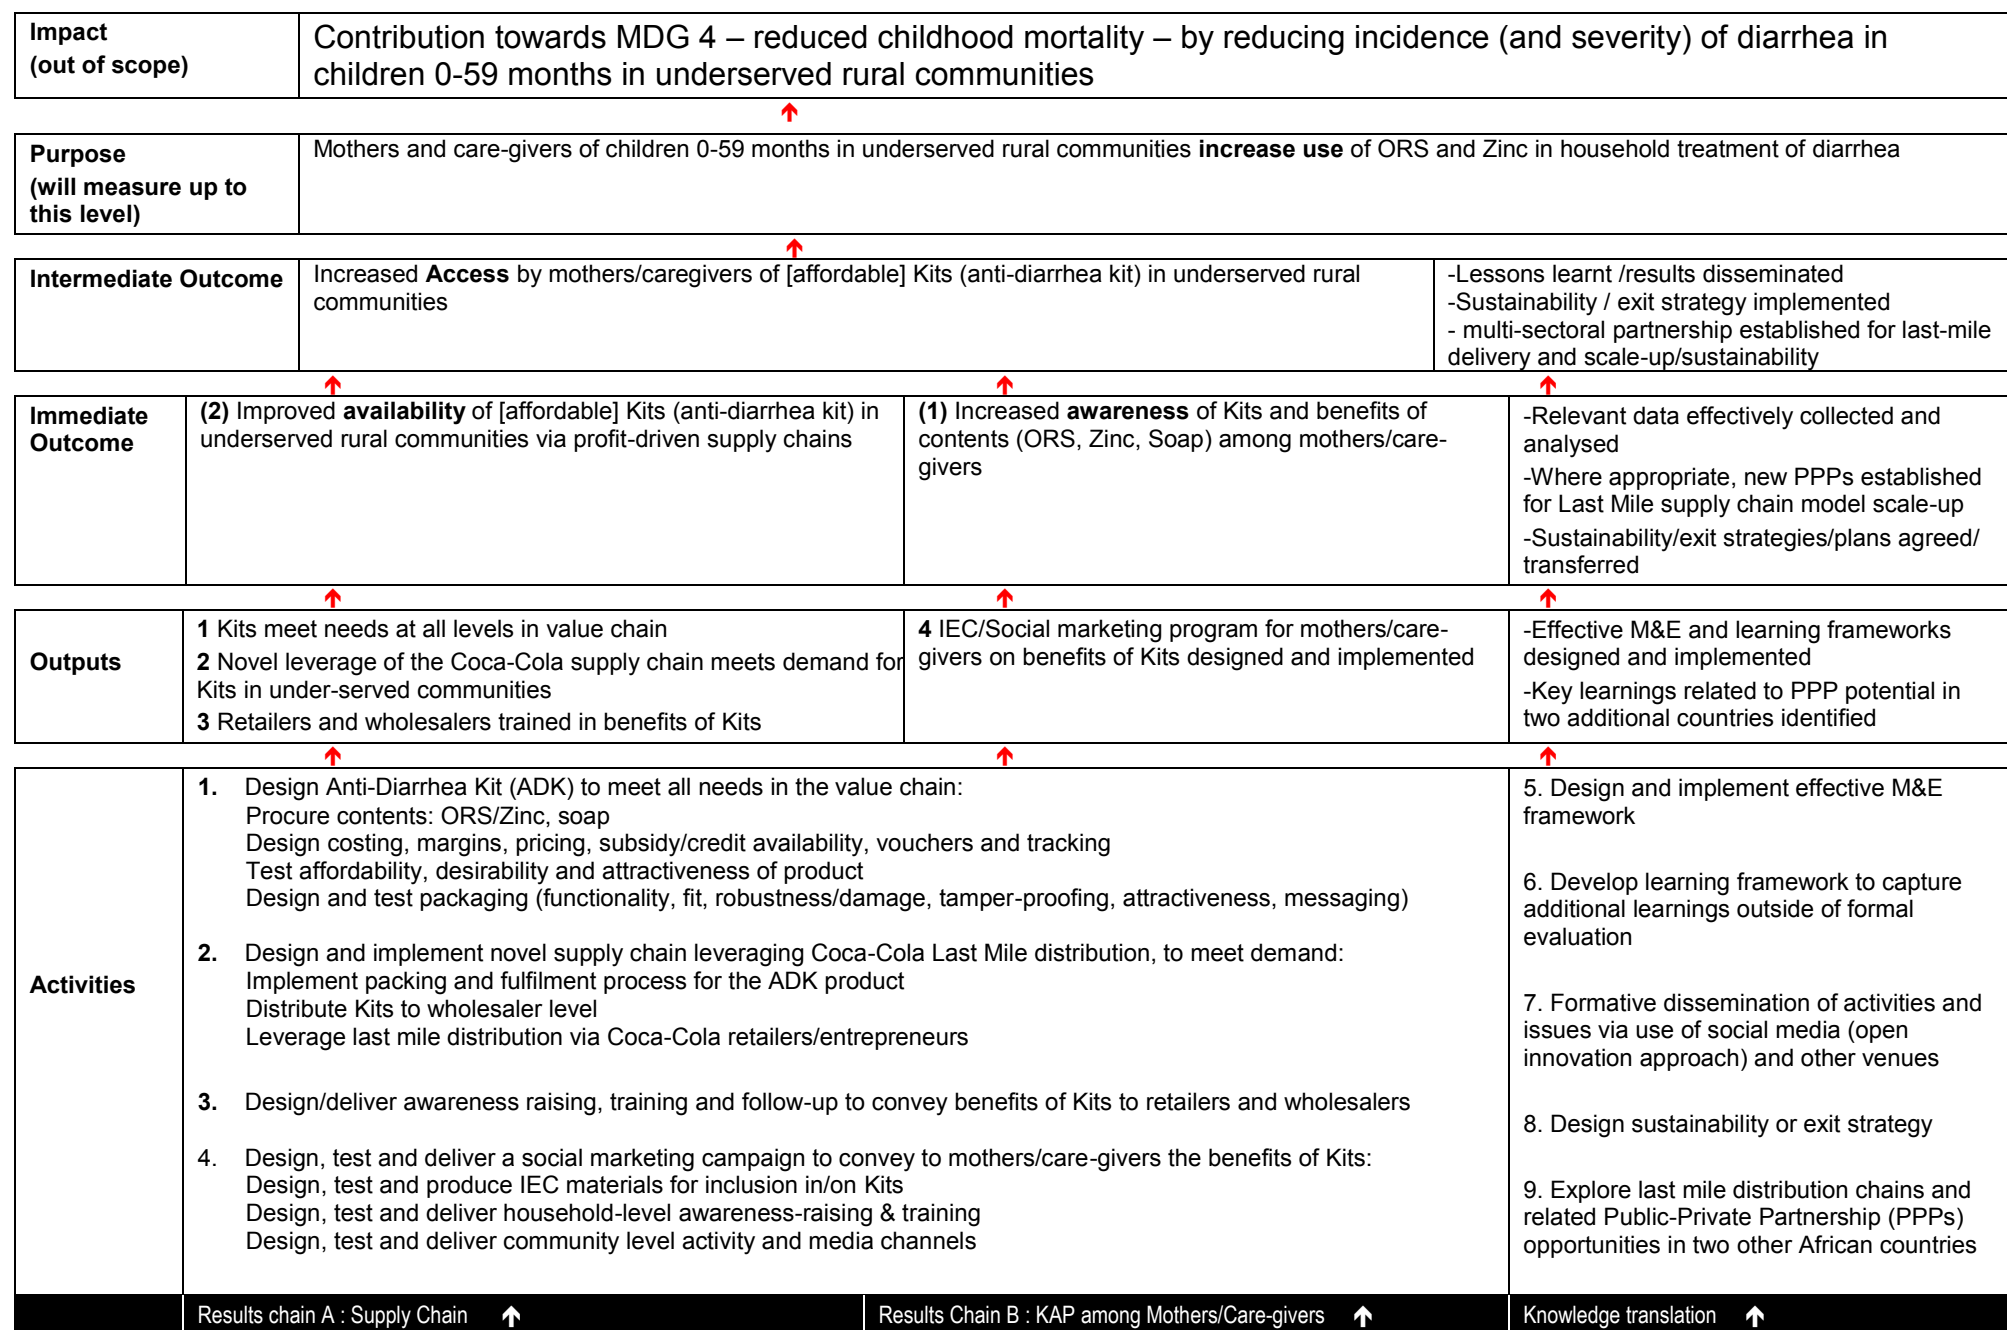 Impact
(out of scope)
Contribution towards MDG 4 – reduced childhood mortality – by reducing incidence (and severity) of diarrhea in
children 0-59 months in underserved rural communities
Purpose
(will measure up to
this level)
Mothers and care-givers of children 0-59 months in underserved rural communities increase use of ORS and Zinc in household treatment of diarrhea
Intermediate Outcome
Increased Access by mothers/caregivers of [affordable] Kits (anti-diarrhea kit) in underserved rural
communities
-Lessons learnt /results disseminated
-Sustainability / exit strategy implemented
- multi-sectoral partnership established for last-mile
delivery and scale-up/sustainability
Immediate
Outcome
(2) Improved availability of [affordable] Kits (anti-diarrhea kit) in
underserved rural communities via profit-driven supply chains
(1) Increased awareness of Kits and benefits of
contents (ORS, Zinc, Soap) among mothers/care-
givers
-Relevant data effectively collected and
analysed
-Where appropriate, new PPPs established
for Last Mile supply chain model scale-up
-Sustainability/exit strategies/plans agreed/
transferred
Outputs
1 Kits meet needs at all levels in value chain
2 Novel leverage of the Coca-Cola supply chain meets demand for
Kits in under-served communities
3 Retailers and wholesalers trained in benefits of Kits
4 IEC/Social marketing program for mothers/care-
givers on benefits of Kits designed and implemented
-Effective M&E and learning frameworks
designed and implemented
-Key learnings related to PPP potential in
two additional countries identified
Activities
1. Design Anti-Diarrhea Kit (ADK) to meet all needs in the value chain:
Procure contents: ORS/Zinc, soap
Design costing, margins, pricing, subsidy/credit availability, vouchers and tracking
Test affordability, desirability and attractiveness of product
Design and test packaging (functionality, fit, robustness/damage, tamper-proofing, attractiveness, messaging)
2. Design and implement novel supply chain leveraging Coca-Cola Last Mile distribution, to meet demand:
Implement packing and fulfilment process for the ADK product
Distribute Kits to wholesaler level
Leverage last mile distribution via Coca-Cola retailers/entrepreneurs
3. Design/deliver awareness raising, training and follow-up to convey benefits of Kits to retailers and wholesalers
4. Design, test and deliver a social marketing campaign to convey to mothers/care-givers the benefits of Kits:
Design, test and produce IEC materials for inclusion in/on Kits
Design, test and deliver household-level awareness-raising & training
Design, test and deliver community level activity and media channels
5. Design and implement effective M&E
framework
6. Develop learning framework to capture
additional learnings outside of formal
evaluation
7. Formative dissemination of activities and
issues via use of social media (open
innovation approach) and other venues
8. Design sustainability or exit strategy
9. Explore last mile distribution chains and
related Public-Private Partnership (PPPs)
opportunities in two other African countries
Results chain A : Supply Chain
Results Chain B : KAP among Mothers/Care-givers
Knowledge translation